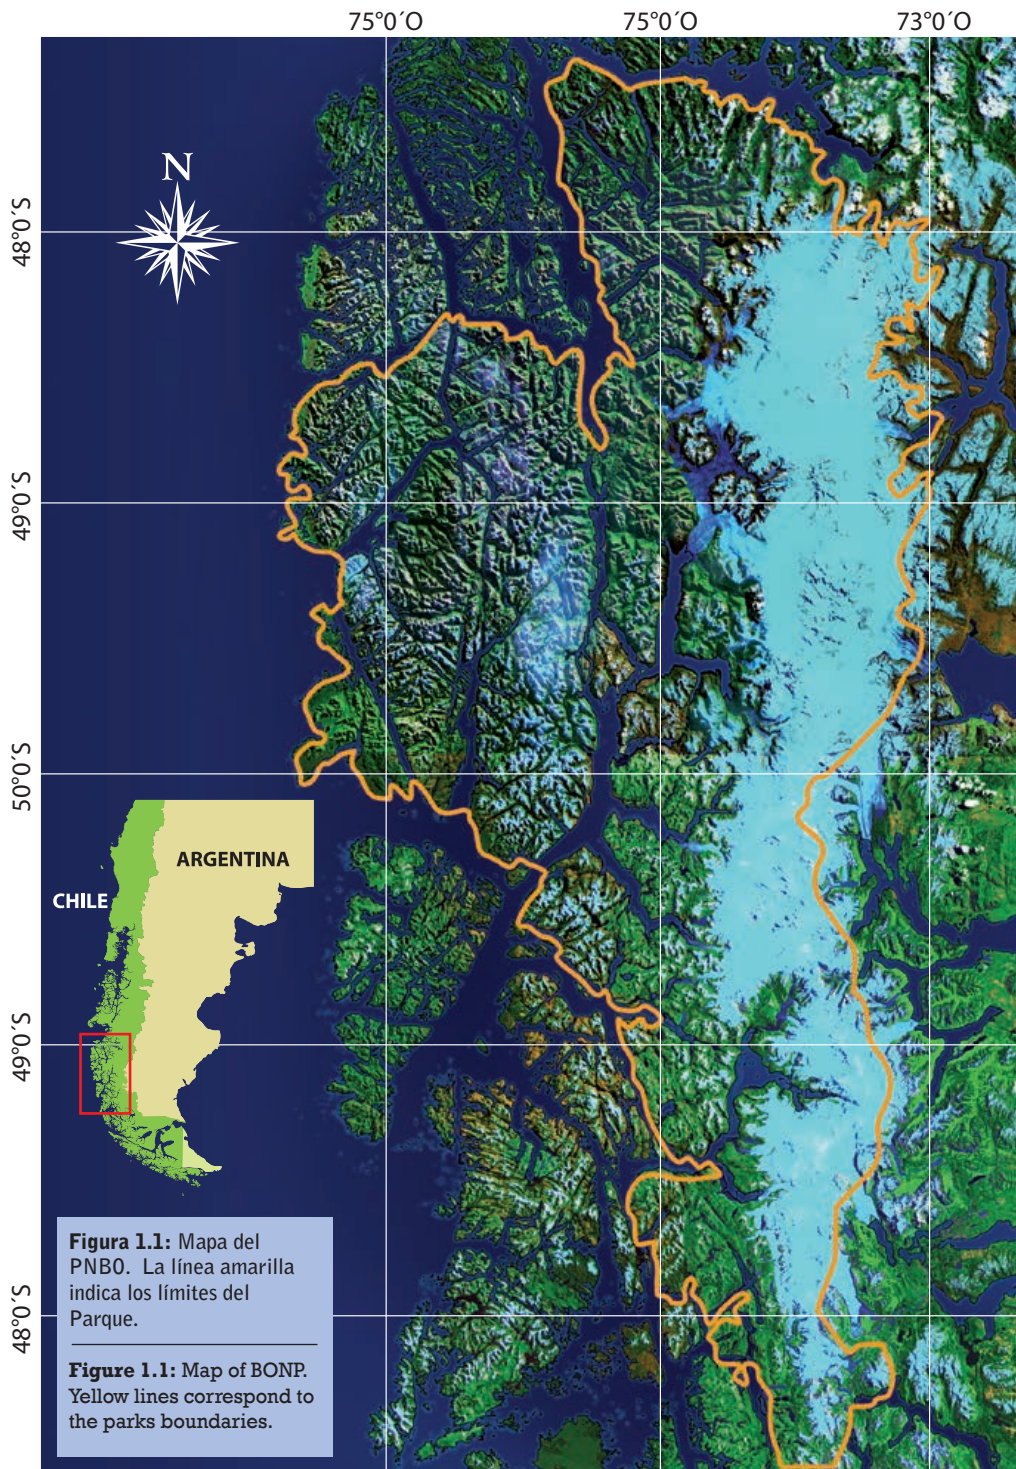 75°0´O 75°0´O 73°0´O
N
48°0´S
49°0´S
50°0´S
49°0´S
48°0´S
ARGENTINA
CHILE
Figura 1.1: Mapa del
PNBO. La línea amarilla
indica los límites del
Parque.
Figure 1.1: Map of BONP.
Yellow lines correspond to
the parks boundaries.